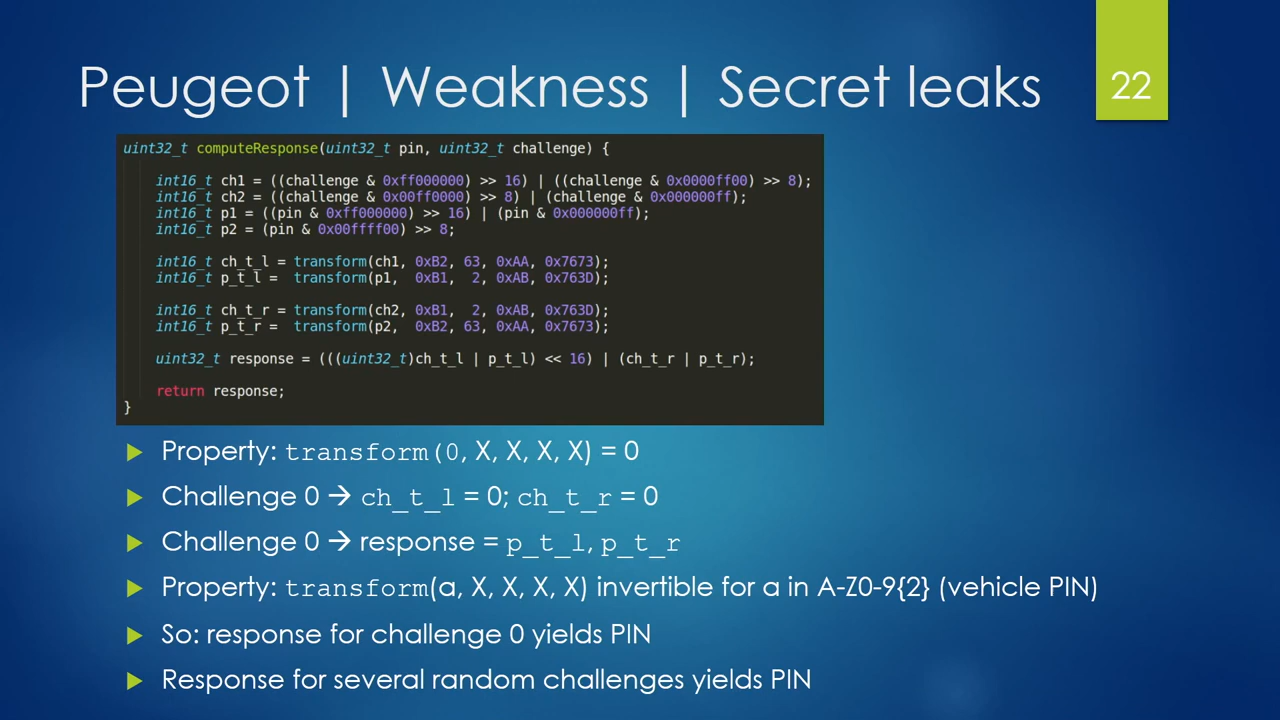 Peugeot | Weakness | Secret leaks
22
uint32_t computeResponse(uint32_t pin, uint32_t challenge) {
int16_t ch1 = ((challenge & 0xff000000) >> 16) | ((challenge & 0x0000ff00) >> 8);
int16_t ch2 = ((challenge & 0x00ff0000) >> 8) | (challenge & 0x000000ff);
int16_t p1 = ((pin & 0xff000000) >> 16) | (pin & 0x000000ff);
int16_t p2 = (pin & 0x00ffff00) >> 8;
int16_t ch_t_l = transform(ch1, 0xB2, 63, 0xAA, 0x7673);
int16_t p_t_l =  transform(p1,  0xB1,  2, 0xAB, 0x763D);
int16_t ch_t_r = transform(ch2, 0xB1,  2, 0xAB, 0x763D);
int16_t p_t_r =  transform(p2,  0xB2, 63, 0xAA, 0x7673);
uint32_t response = (((uint32_t)ch_t_l | p_t_l) << 16) | (ch_t_r | p_t_r);
return response;
}
Property: transform(0, X, X, X, X) = 0
Challenge 0 → ch_t_l = 0; ch_t_r = 0
Challenge 0 → response = p_t_l, p_t_r
Property: transform(a, X, X, X, X) invertible for a in A-Z0-9{2} (vehicle PIN)
So: response for challenge 0 yields PIN
Response for several random challenges yields PIN